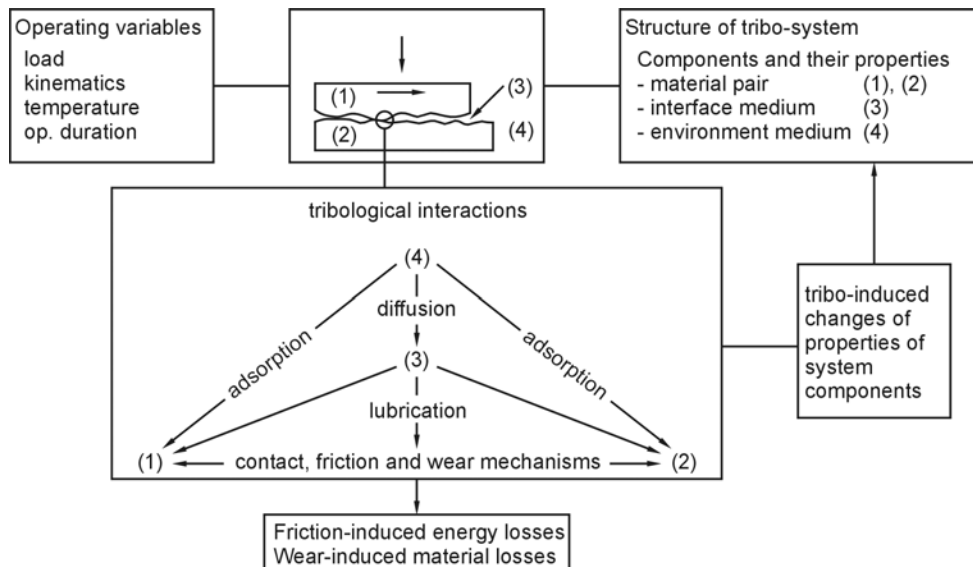 Operating variables
load
kinematics
temperature
op. duration
(1)
(2)
(3)
(4)
Structure of tribo-system
Components and their properties
- material pair (1), (2)
- interface medium (3)
- environment medium (4)
tribological interactions
(4)
diffusion
adsorption
adsorption
(3)
lubrication
(1) contact, friction and wear mechanisms (2)
tribo-induced
changes of
properties of
system
components
Friction-induced energy losses
Wear-induced material losses